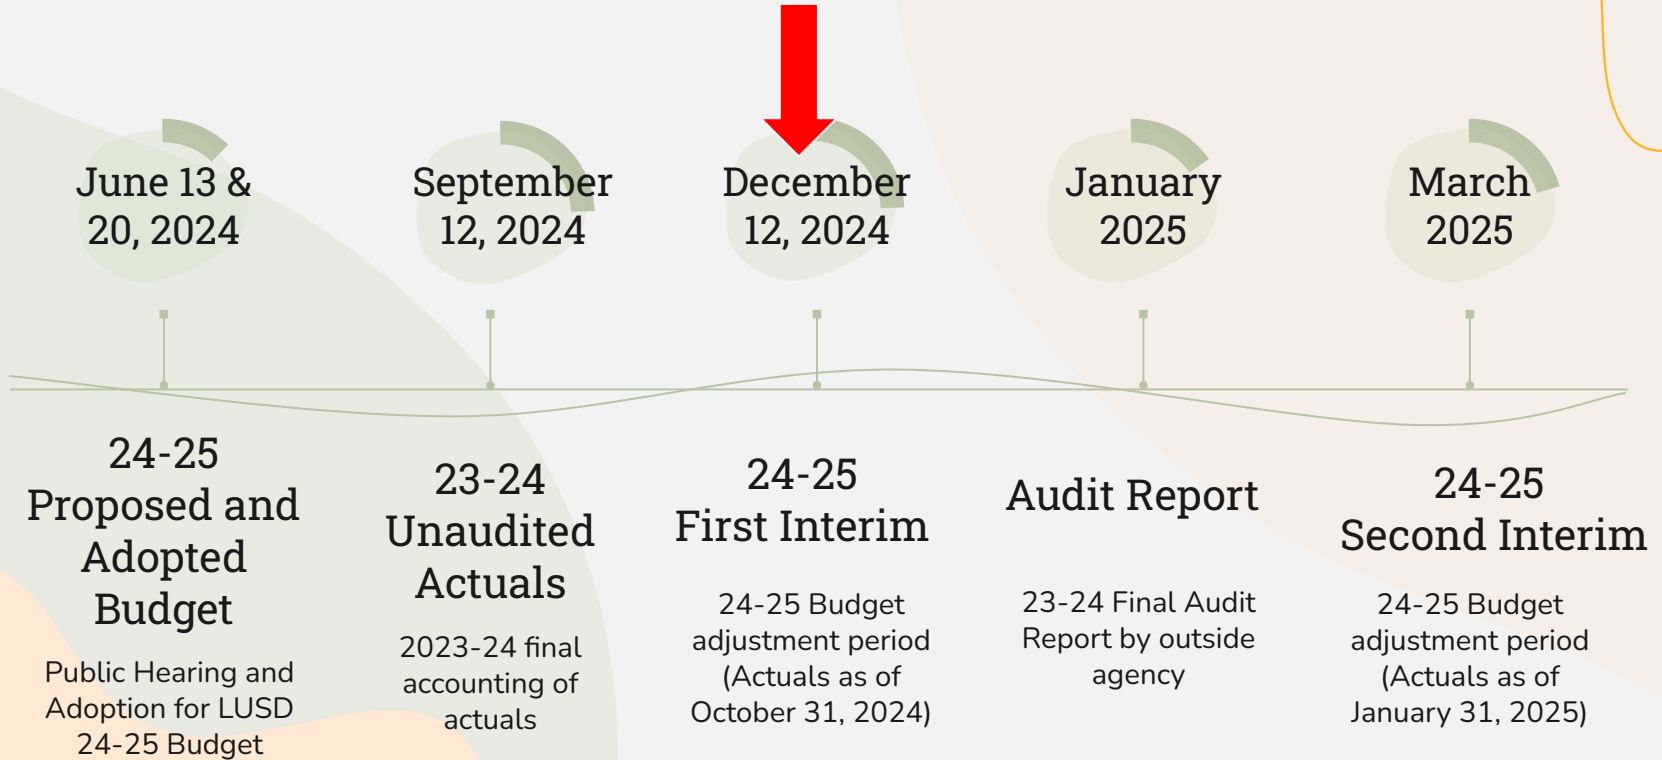 June 13 &
20, 2024
September
12, 2024
December
12, 2024
January
2025
March
2025
24-25
Proposed and
Adopted
Budget
Public Hearing and
Adoption for LUSD
24-25 Budget
23-24
Unaudited
Actuals
2023-24 final
accounting of
actuals
24-25
First Interim
24-25 Budget
adjustment period
(Actuals as of
October 31, 2024)
Audit Report
23-24 Final Audit
Report by outside
agency
24-25
Second Interim
24-25 Budget
adjustment period
(Actuals as of
January 31, 2025)